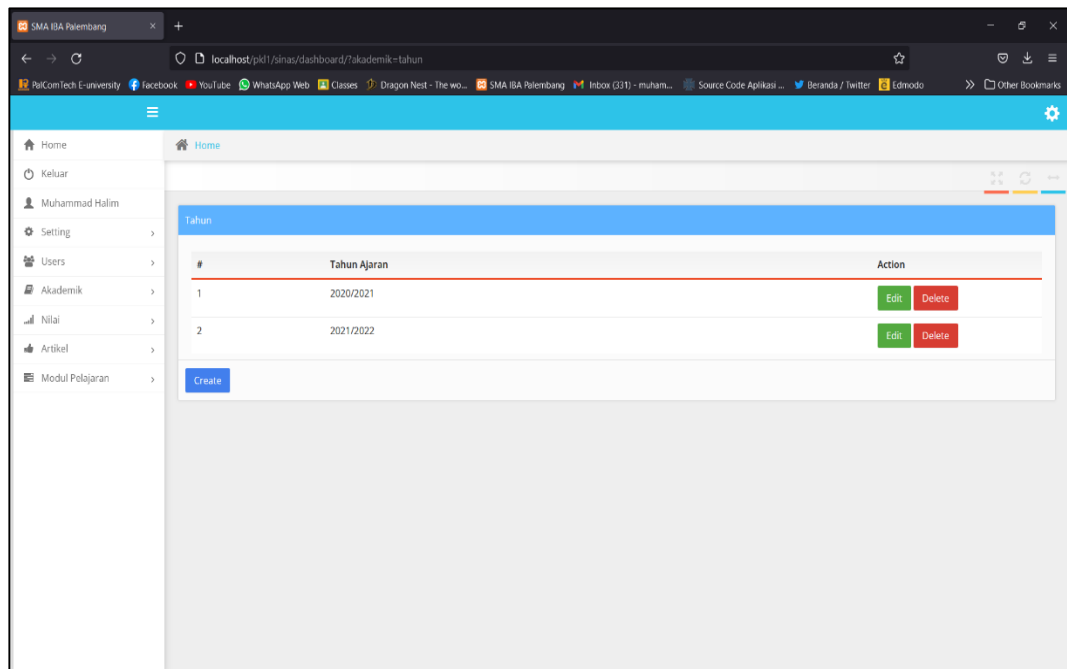 SMA IBA Palembang
localhost/pkl1/sinas/dashboard/?akademik=tahun
PalComTech E-university Facebook YouTube WhatsApp Web Classes Dragon Nest - The wo... SMA IBA Palembang Inbox (331) - muham... Source Code Aplikasi ... Beranda / Twitter Edmodo Other Bookmarks
Home
Keluar
Muhammad Halim
Setting
Users
Akademik
Nilai
Artikel
Modul Pelajaran
Home
Tahun
# Tahun Ajaran Action
1 2020/2021 Edit Delete
2 2021/2022 Edit Delete
Create